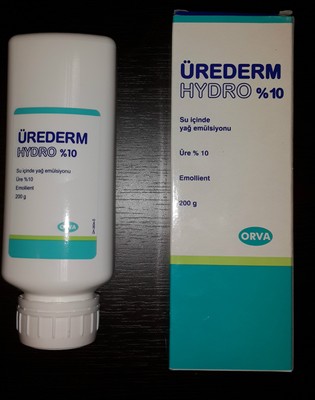 ÜREDERM
HYDRO %10
Su içinde
yağ emülsiyonu
Üre %10
Emollient
200 g
ÜREDERM
HYDRO %10
Su içinde
yağ emülsiyonu
Üre % 10
Emollient
200 g
ORVA
ORVA